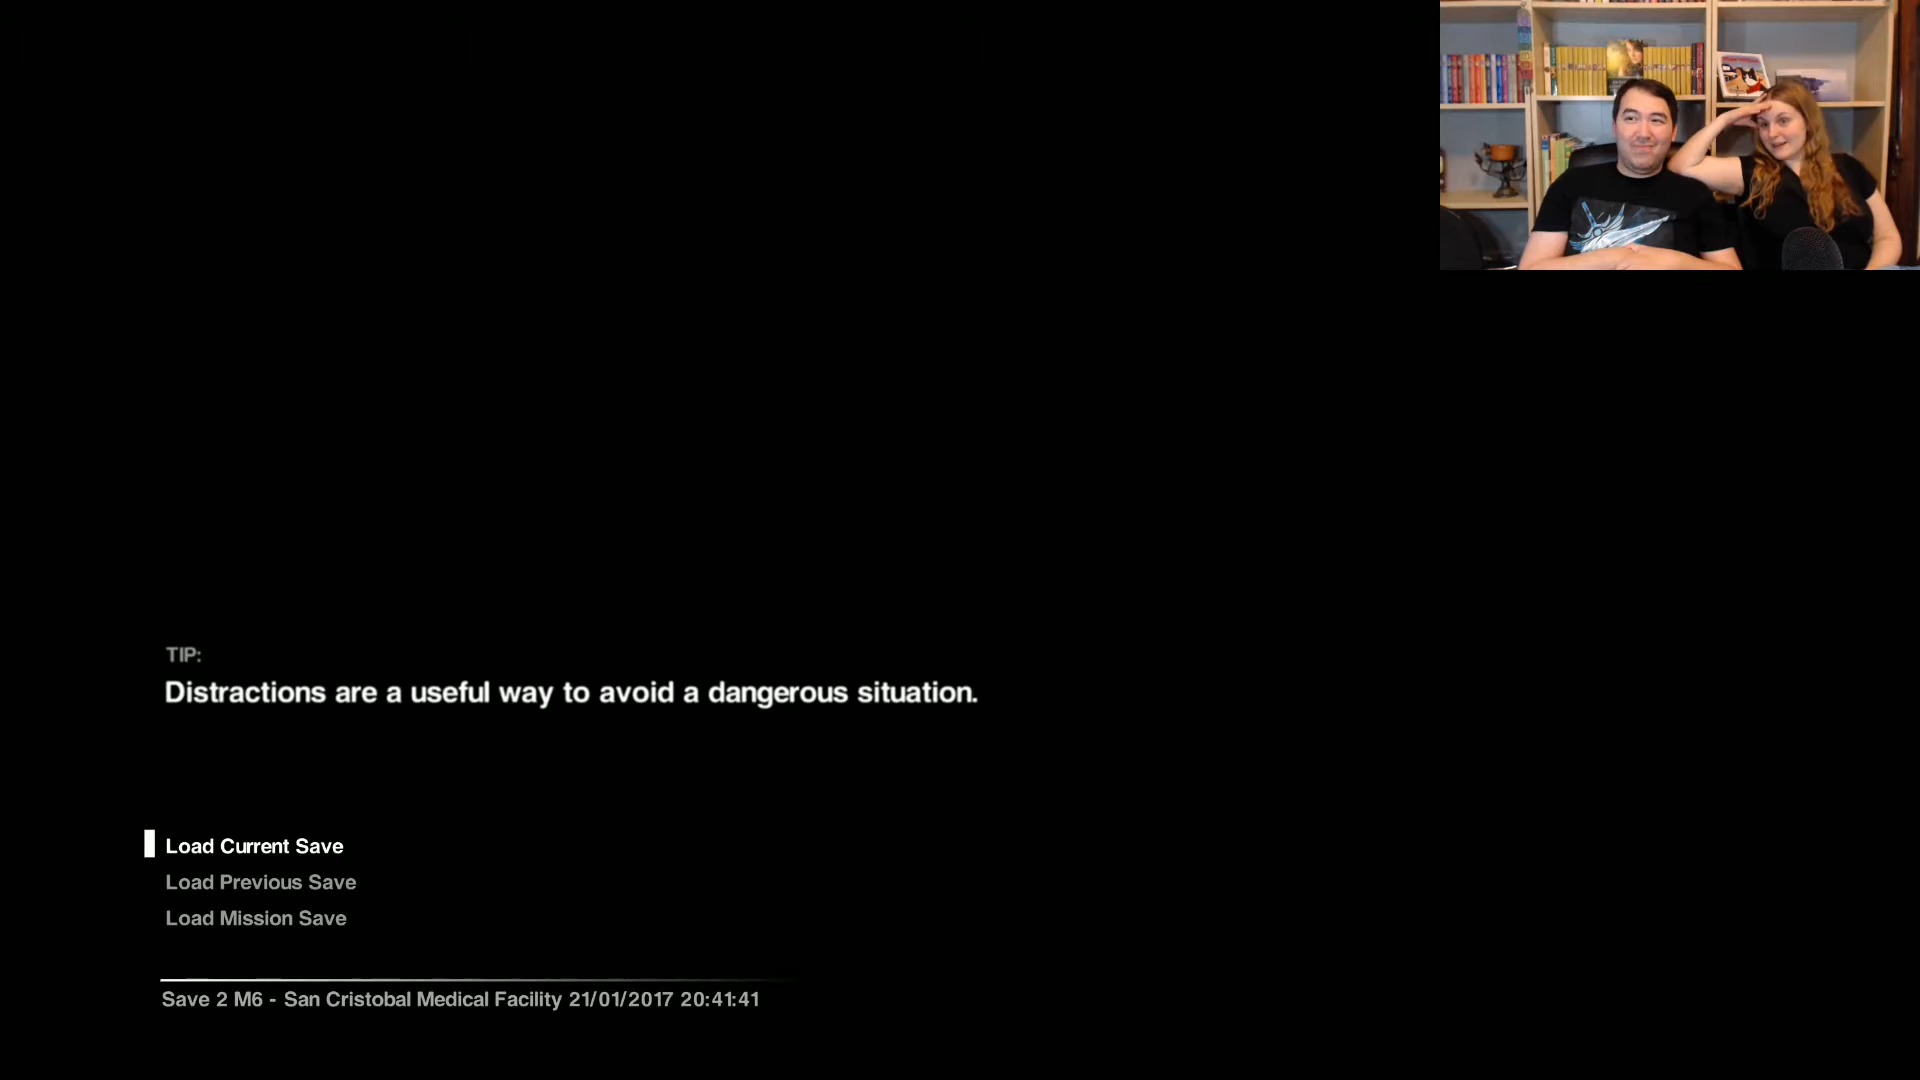 TIP:
Distractions are a useful way to avoid a dangerous situation.
Load Current Save
Load Previous Save
Load Mission Save
Save 2 M6 - San Cristobal Medical Facility 21/01/2017 20:41:41